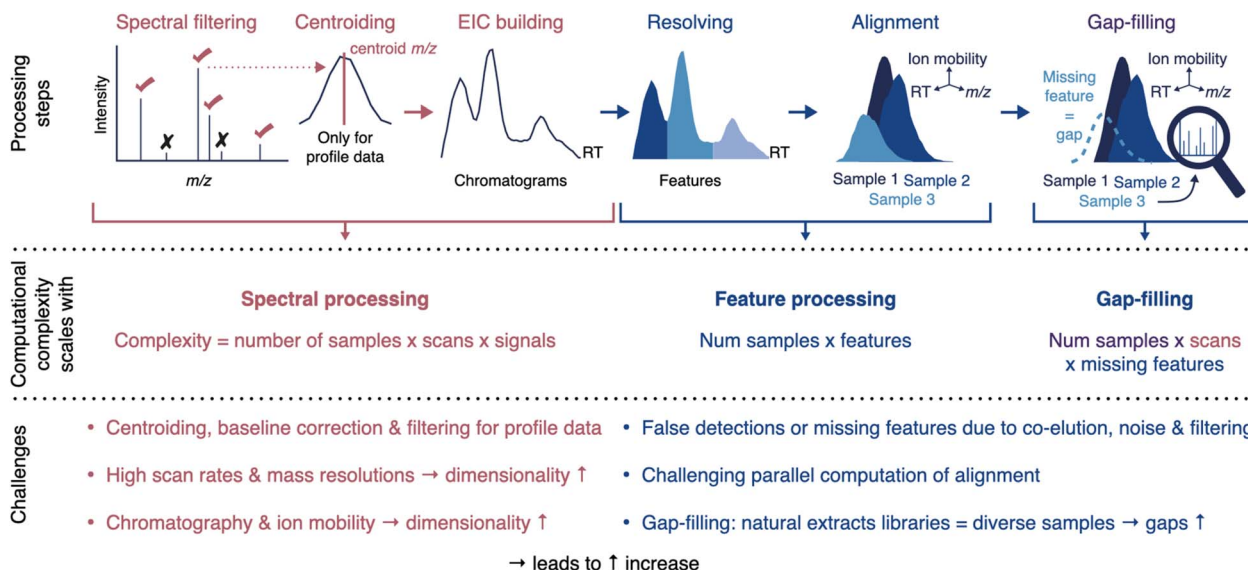 Spectral filtering
Centroiding
EIC building
Resolving
Alignment
Gap-filling
Processing
steps
Intensity
m/z
centroid m/z
Only for
profile data
RT
Chromatograms
RT
Features
Ion mobility
RT
m/z
Sample 1 Sample 2
Sample 3
Missing
feature
=
gap
Ion mobility
RT
m/z
Sample 1 Sample 2
Sample 3
Computational
complexity
scales with
Spectral processing
Complexity = number of samples x scans x signals
Feature processing
Num samples x features
Gap-filling
Num samples x scans
x missing features
Challenges
• Centroiding, baseline correction & filtering for profile data
• High scan rates & mass resolutions → dimensionality ↑
• Chromatography & ion mobility → dimensionality ↑
• False detections or missing features due to co-elution, noise & filtering
• Challenging parallel computation of alignment
• Gap-filling: natural extracts libraries = diverse samples → gaps ↑
→ leads to ↑ increase